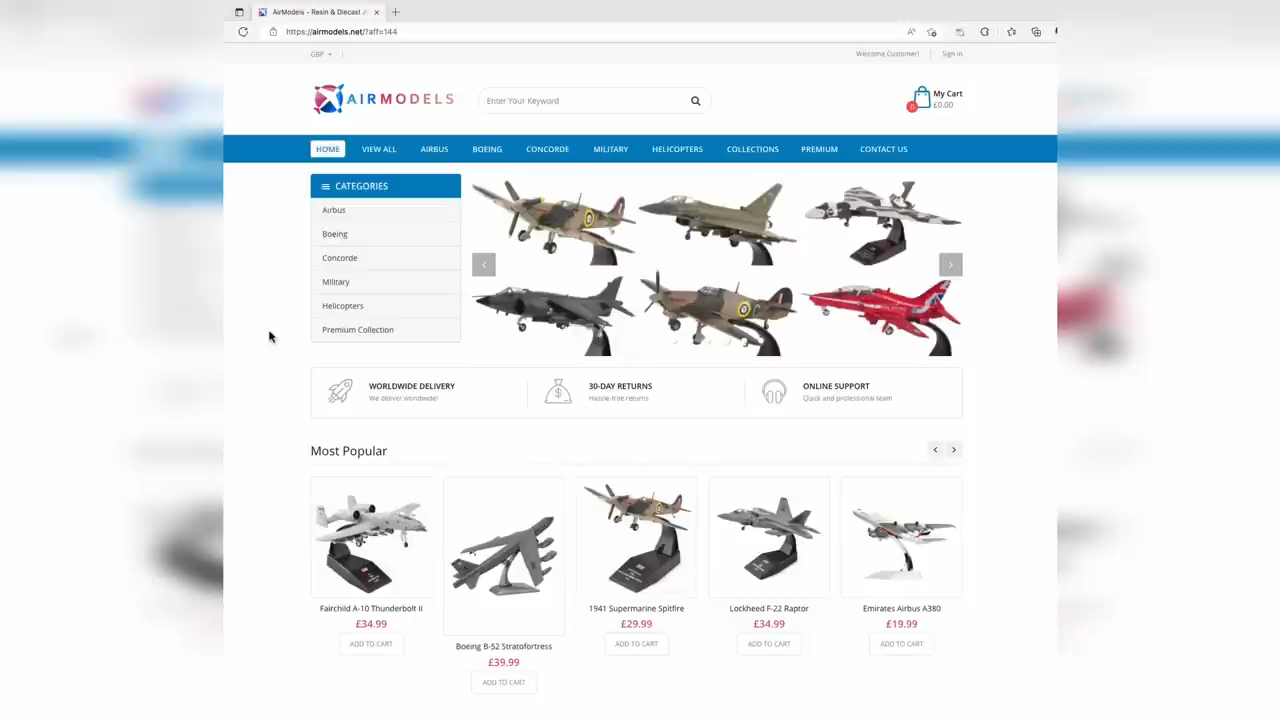 AirModels - Resin & Diecast
https://airmodels.net/?aff=144
GBP
Welcome Customer!
Sign in
AIRMODELS
Enter Your Keyword
My Cart
0
£0.00
HOME
VIEW ALL
AIRBUS
BOEING
CONCORDE
MILITARY
HELICOPTERS
COLLECTIONS
PREMIUM
CONTACT US
CATEGORIES
Airbus
Boeing
Concorde
Military
Helicopters
Premium Collection
WORLDWIDE DELIVERY
We deliver worldwide!
30-DAY RETURNS
Hassle-free returns
ONLINE SUPPORT
Quick and professional team
Most Popular
Fairchild A-10 Thunderbolt II
£34.99
ADD TO CART
Boeing B-52 Stratofortress
£39.99
ADD TO CART
1941 Supermarine Spitfire
£29.99
ADD TO CART
Lockheed F-22 Raptor
£34.99
ADD TO CART
Emirates Airbus A380
£19.99
ADD TO CART